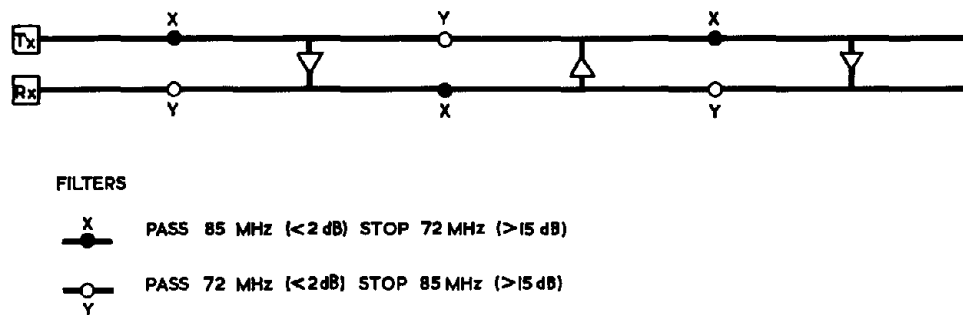 X Y X
Tx
Rx
Y X Y
FILTERS
X
PASS 85 MHz (<2 dB) STOP 72 MHz (>15 dB)
PASS 72 MHz (<2dB) STOP 85 MHz (>15 dB)
Y